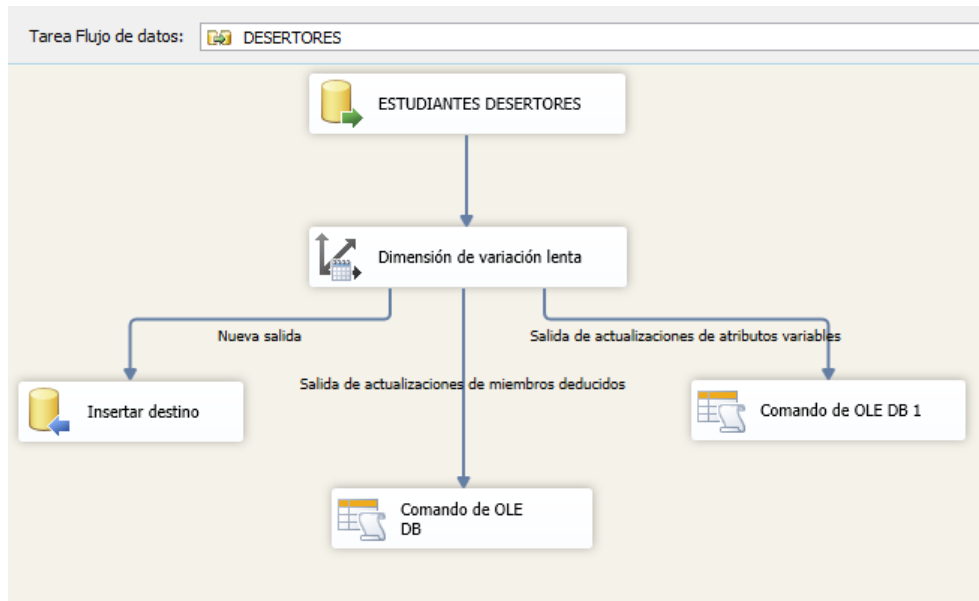 Tarea Flujo de datos: DESERTORES
ESTUDIANTES DESERTORES
Dimensión de variación lenta
Nueva salida
Salida de actualizaciones de atributos variables
Salida de actualizaciones de miembros deducidos
Insertar destino
Comando de OLE DB 1
Comando de OLE
DB